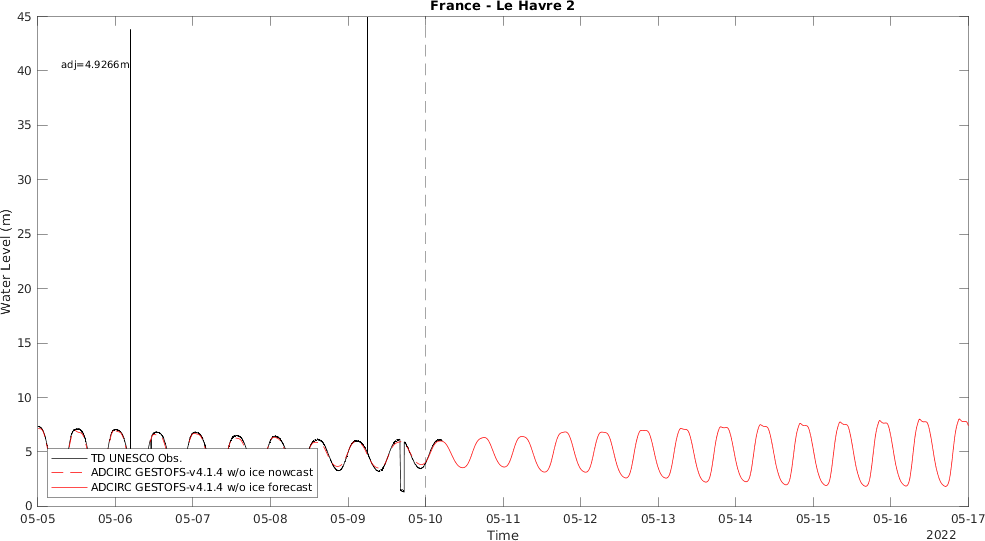 France - Le Havre 2
45
40
35
30
25
20
15
10
5
0
Water Level (m)
adj=4.9266m
TD UNESCO Obs.
ADCIRC GESTOFS-v4.1.4 w/o ice nowcast
ADCIRC GESTOFS-v4.1.4 w/o ice forecast
05-05 05-06 05-07 05-08 05-09 05-10 05-11 05-12 05-13 05-14 05-15 05-16 05-17
Time
2022